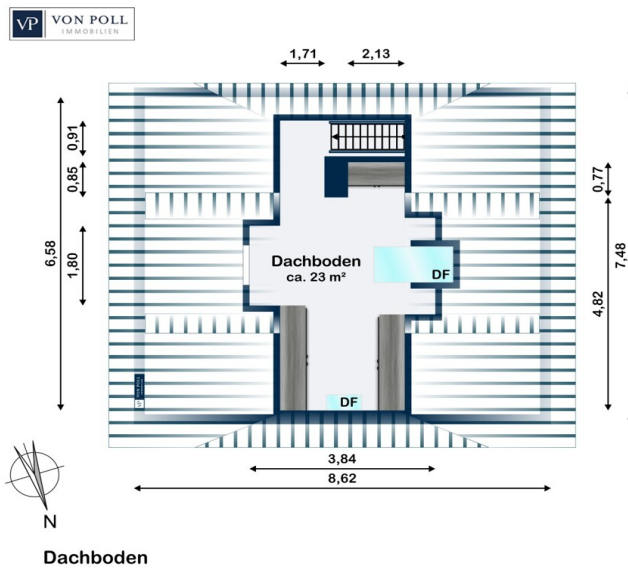 VP VON POLL
IMMOBILIEN
1,71
2,13
0,91
0,85
6,58
1,80
0,77
7,48
4,82
Dachboden
ca. 23 m²
DF
DF
3,84
8,62
N
Dachboden